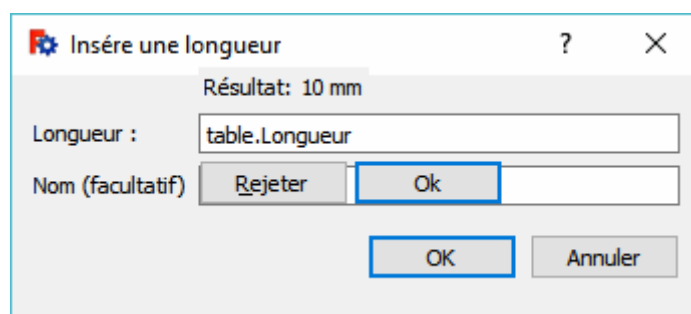 Insére une longueur ?
Résultat: 10 mm
Longueur : table.Longueur
Nom (facultatif) Rejeter Ok
OK Annuler